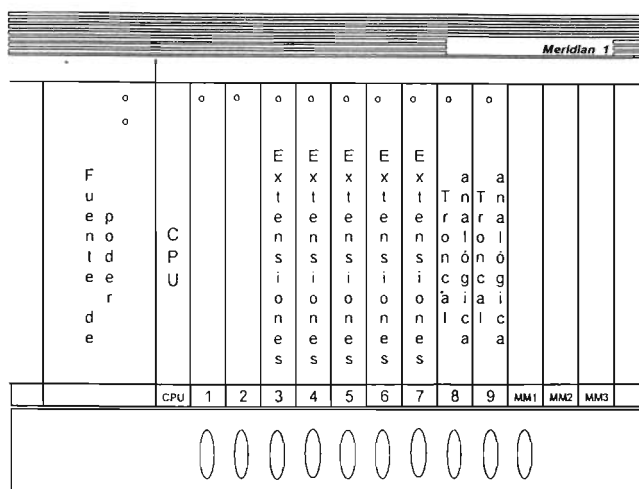 Meridian 1
Fuente de
poder
CPU
Extensiones
Extensiones
Extensiones
Extensiones
Extensiones
Troncal
analógica
Troncal
analógica
CPU 1 2 3 4 5 6 7 8 9 MM1 MM2 MM3